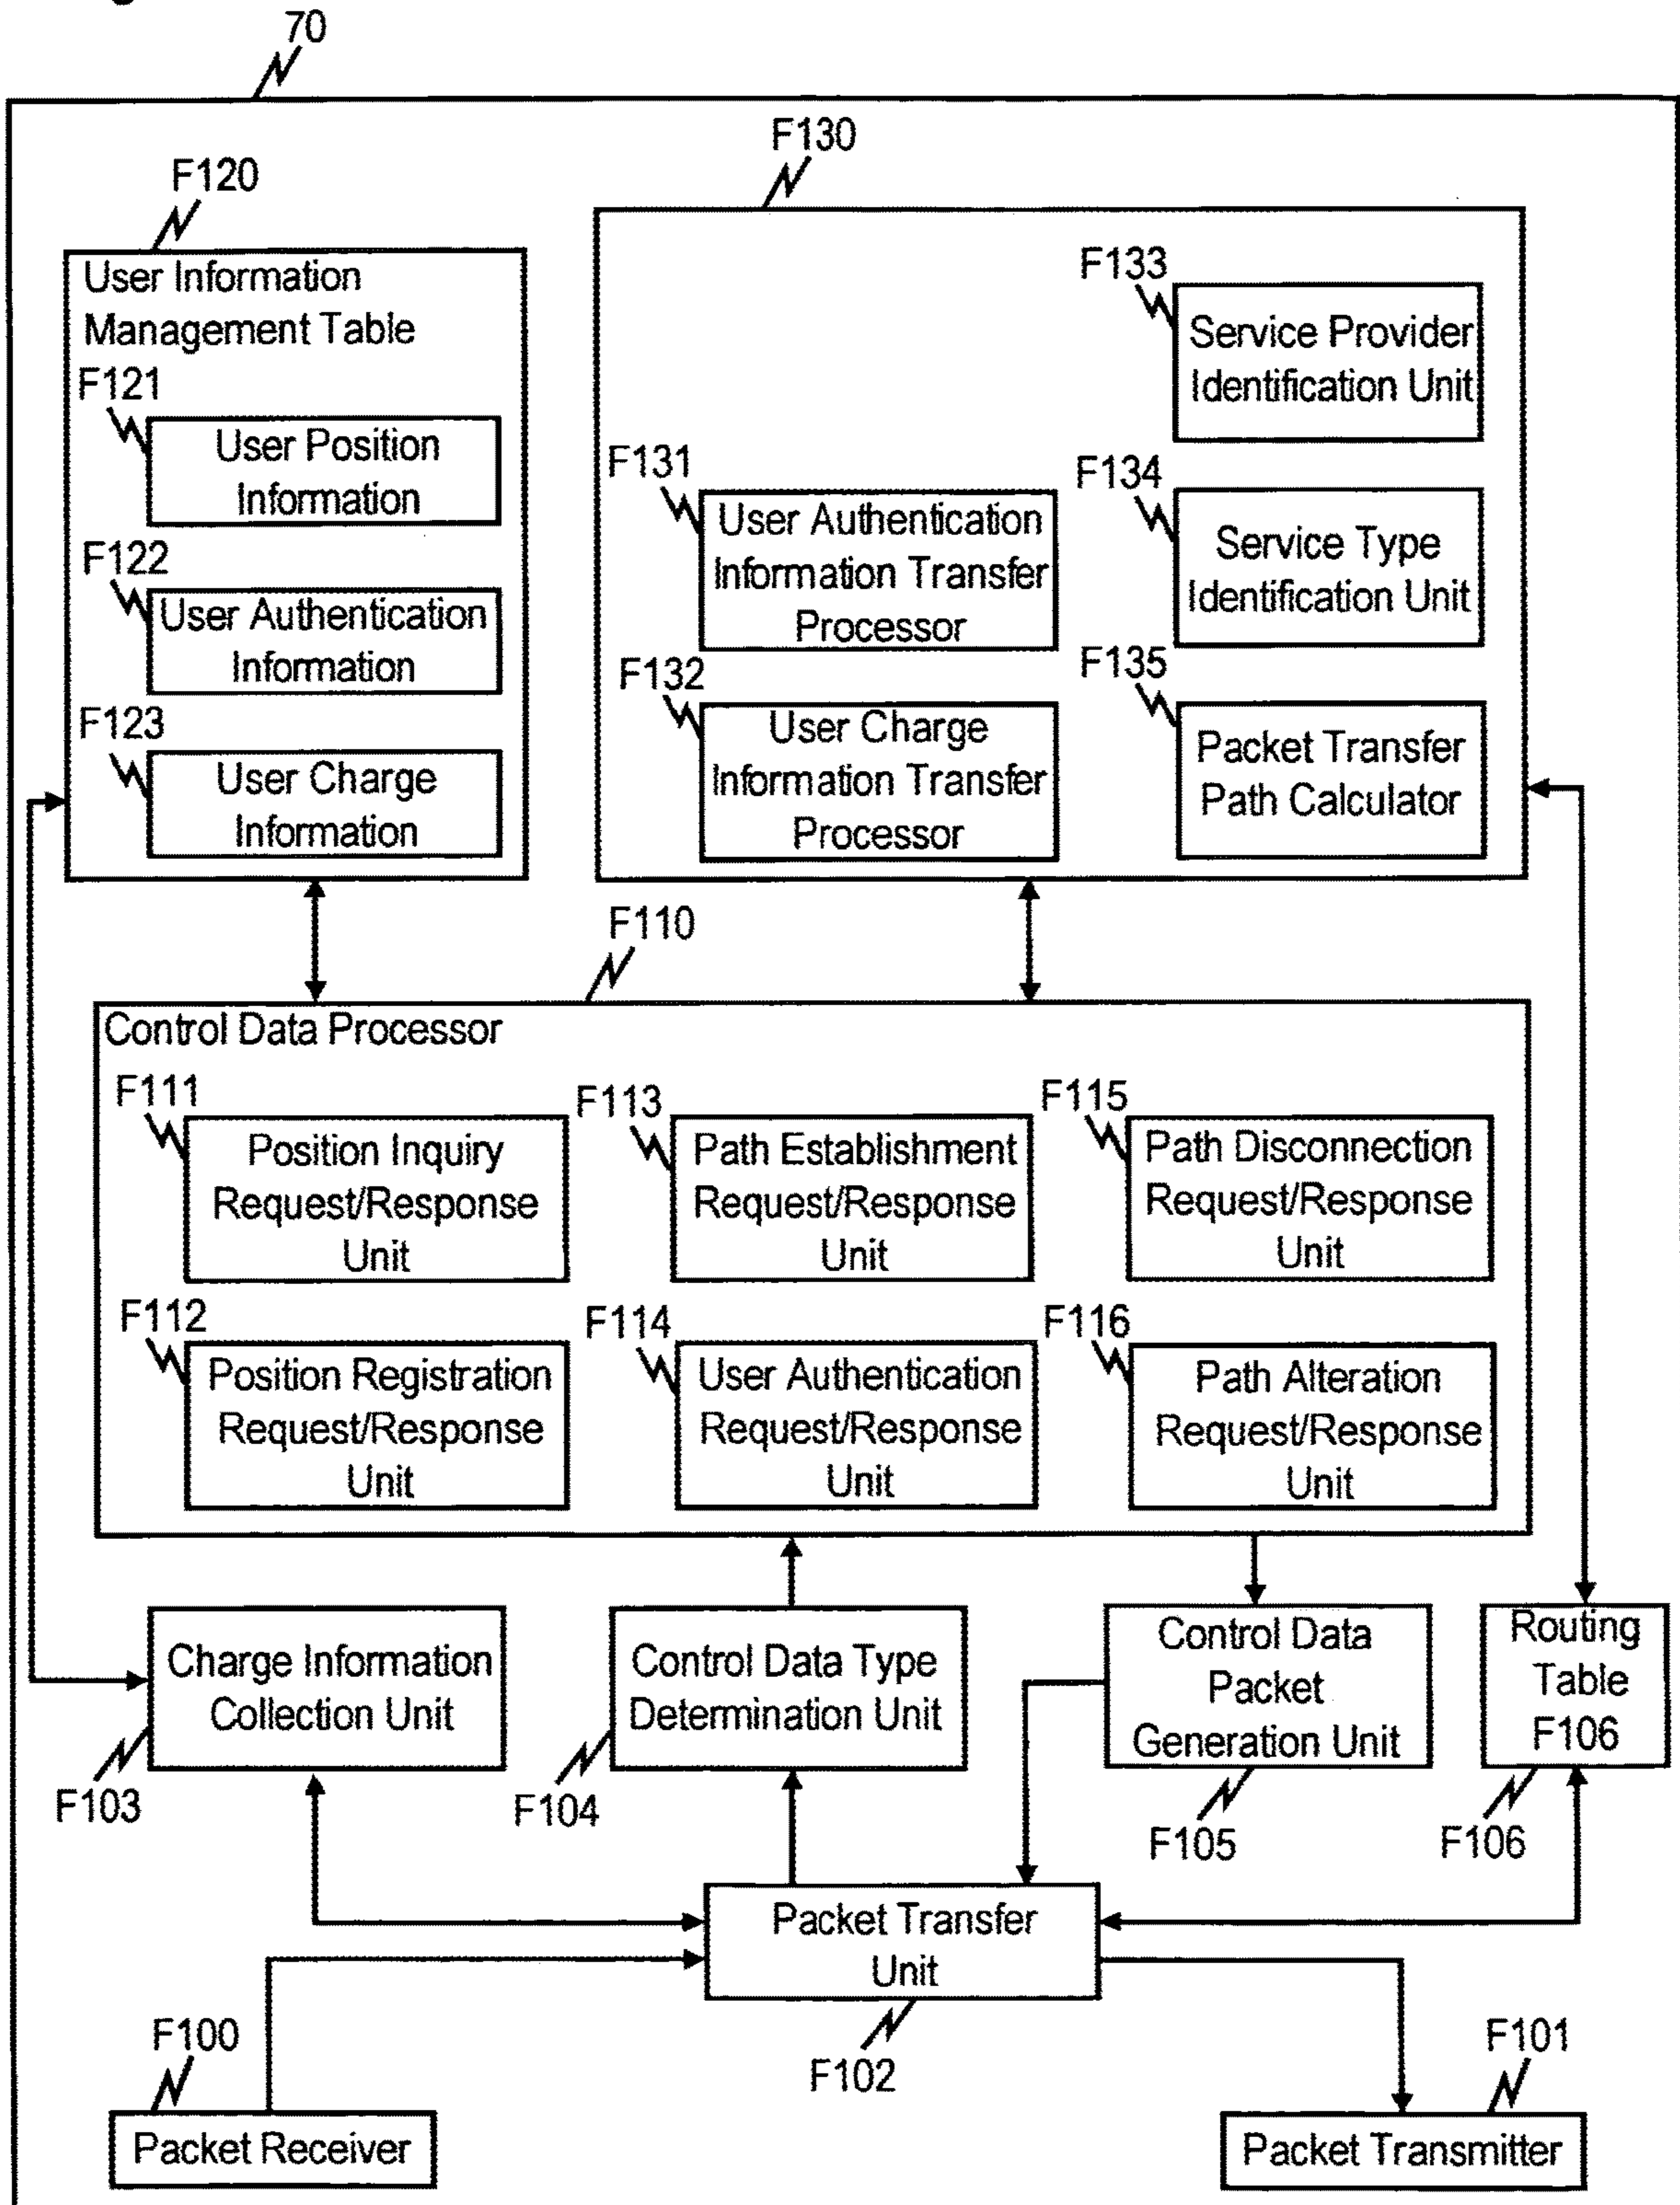 70
F120
User Information
Management Table
F121
User Position
Information
F122
User Authentication
Information
F123
User Charge
Information
F130
F131
User Authentication
Information Transfer
Processor
F132
User Charge
Information Transfer
Processor
F133
Service Provider
Identification Unit
F134
Service Type
Identification Unit
F135
Packet Transfer
Path Calculator
F110
Control Data Processor
F111
Position Inquiry
Request/Response
Unit
F113
Path Establishment
Request/Response
Unit
F115
Path Disconnection
Request/Response
Unit
F112
Position Registration
Request/Response
Unit
F114
User Authentication
Request/Response
Unit
F116
Path Alteration
Request/Response
Unit
Charge Information
Collection Unit
F103
Control Data Type
Determination Unit
F104
Control Data
Packet
Generation Unit
F105
Routing
Table
F106
F106
Packet Transfer
Unit
F102
F100
Packet Receiver
F101
Packet Transmitter